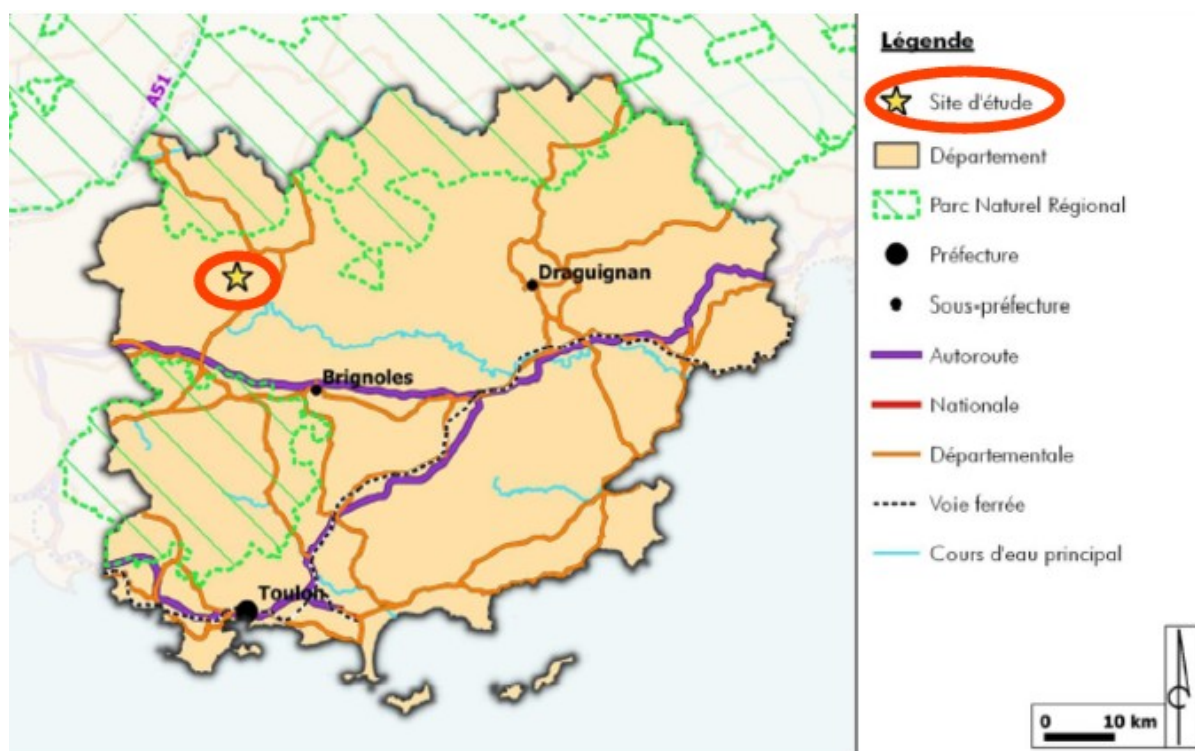 A51
Draguignan
Brignoles
Toulon
Légende
Site d'étude
Département
Parc Naturel Régional
Préfecture
Sous-préfecture
Autoroute
Nationale
Départementale
Voie ferrée
Cours d'eau principal
0 10 km